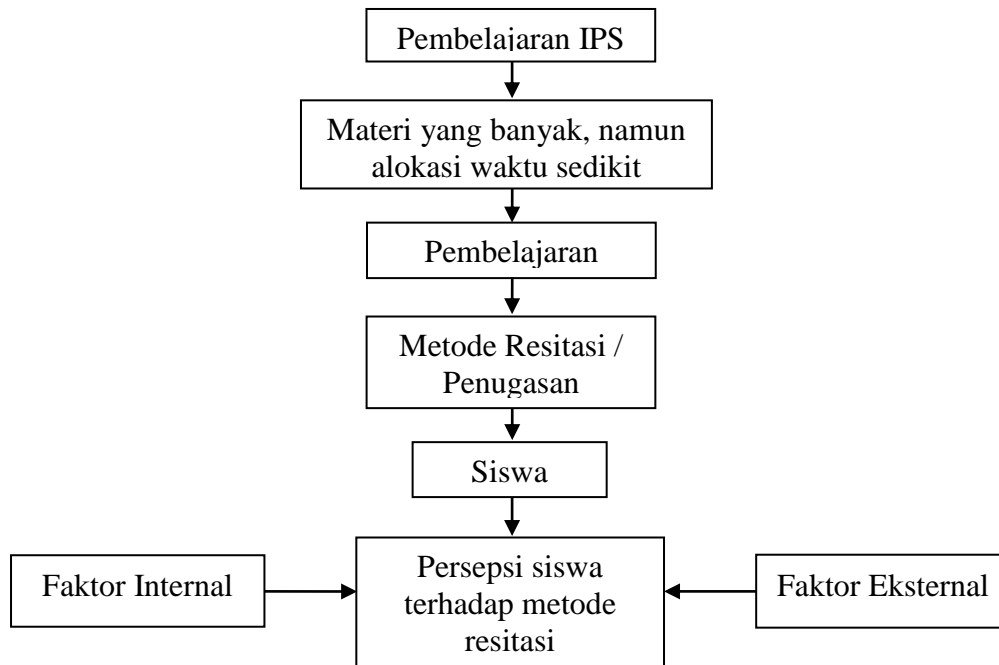 Pembelajaran IPS
Materi yang banyak, namun
alokasi waktu sedikit
Pembelajaran
Metode Resitasi /
Penugasan
Siswa
Faktor Internal
Persepsi siswa
terhadap metode
resitasi
Faktor Eksternal